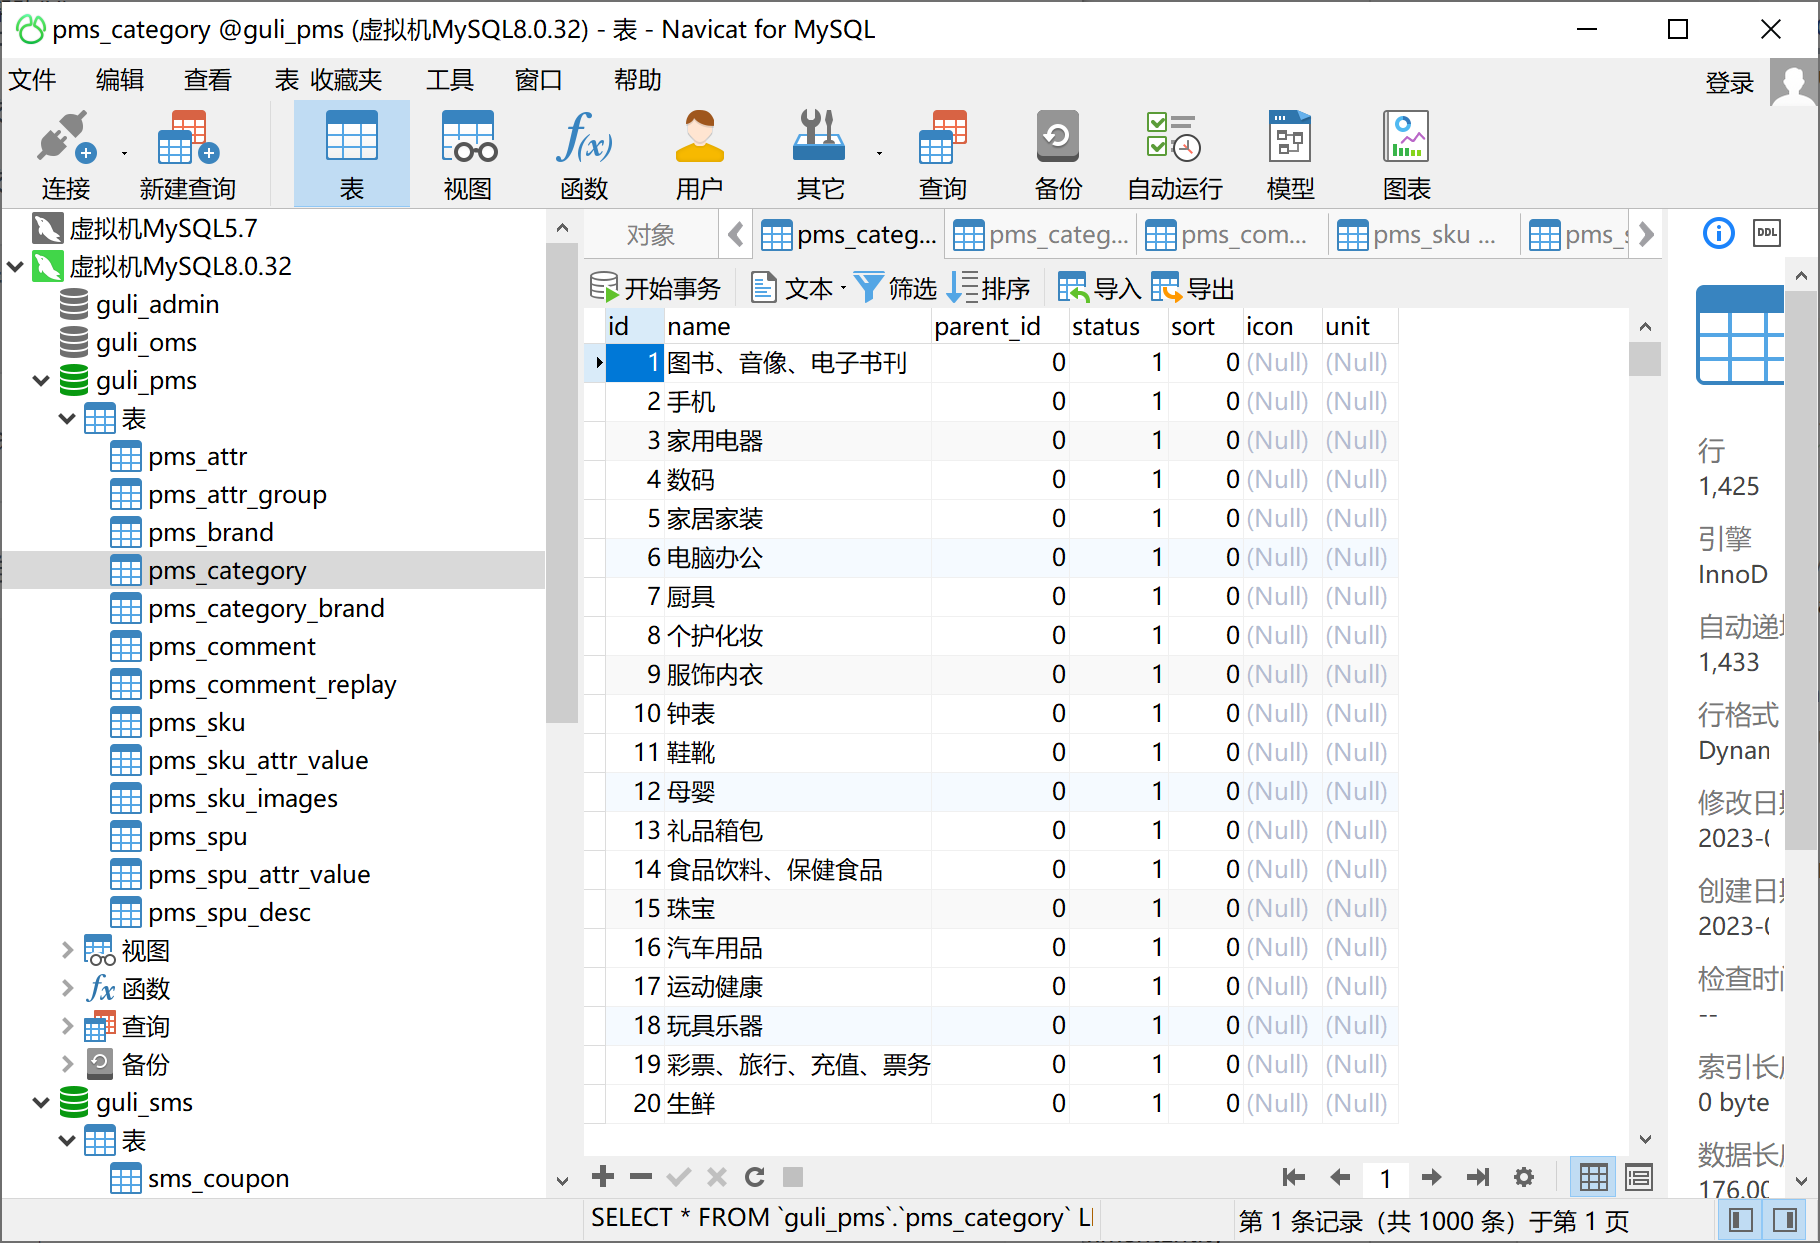 pms_category @guli_pms (虚拟机MySQL8.0.32) - 表 - Navicat for MySQL
文件 编辑 查看 表 收藏夹 工具 窗口 帮助 登录
连接 新建查询 表 视图 函数 用户 其它 查询 备份 自动运行 模型 图表
虚拟机MySQL5.7
虚拟机MySQL8.0.32
guli_admin
guli_oms
guli_pms
表
pms_attr
pms_attr_group
pms_brand
pms_category
pms_category_brand
pms_comment
pms_comment_replay
pms_sku
pms_sku_attr_value
pms_sku_images
pms_spu
pms_spu_attr_value
pms_spu_desc
视图
函数
查询
备份
guli_sms
表
sms_coupon
对象 pms_categ... pms_categ... pms_com... pms_sku ... pms_s
开始事务 文本 筛选 排序 导入 导出
id name parent_id status sort icon unit
1 图书、音像、电子书刊 0 1 0 (Null) (Null)
2 手机 0 1 0 (Null) (Null)
3 家用电器 0 1 0 (Null) (Null)
4 数码 0 1 0 (Null) (Null)
5 家居家装 0 1 0 (Null) (Null)
6 电脑办公 0 1 0 (Null) (Null)
7 厨具 0 1 0 (Null) (Null)
8 个护化妆 0 1 0 (Null) (Null)
9 服饰内衣 0 1 0 (Null) (Null)
10 钟表 0 1 0 (Null) (Null)
11 鞋靴 0 1 0 (Null) (Null)
12 母婴 0 1 0 (Null) (Null)
13 礼品箱包 0 1 0 (Null) (Null)
14 食品饮料、保健食品 0 1 0 (Null) (Null)
15 珠宝 0 1 0 (Null) (Null)
16 汽车用品 0 1 0 (Null) (Null)
17 运动健康 0 1 0 (Null) (Null)
18 玩具乐器 0 1 0 (Null) (Null)
19 彩票、旅行、充值、票务 0 1 0 (Null) (Null)
20 生鲜 0 1 0 (Null) (Null)
1
SELECT * FROM `guli_pms`.`pms_category` LI
第 1 条记录 (共 1000 条) 于第 1 页
DDL
行
1,425
引擎
InnoD
自动递
1,433
行格式
Dynan
修改日
2023-0
创建日
2023-0
检查时
--
索引长
0 byte
数据长
176.00